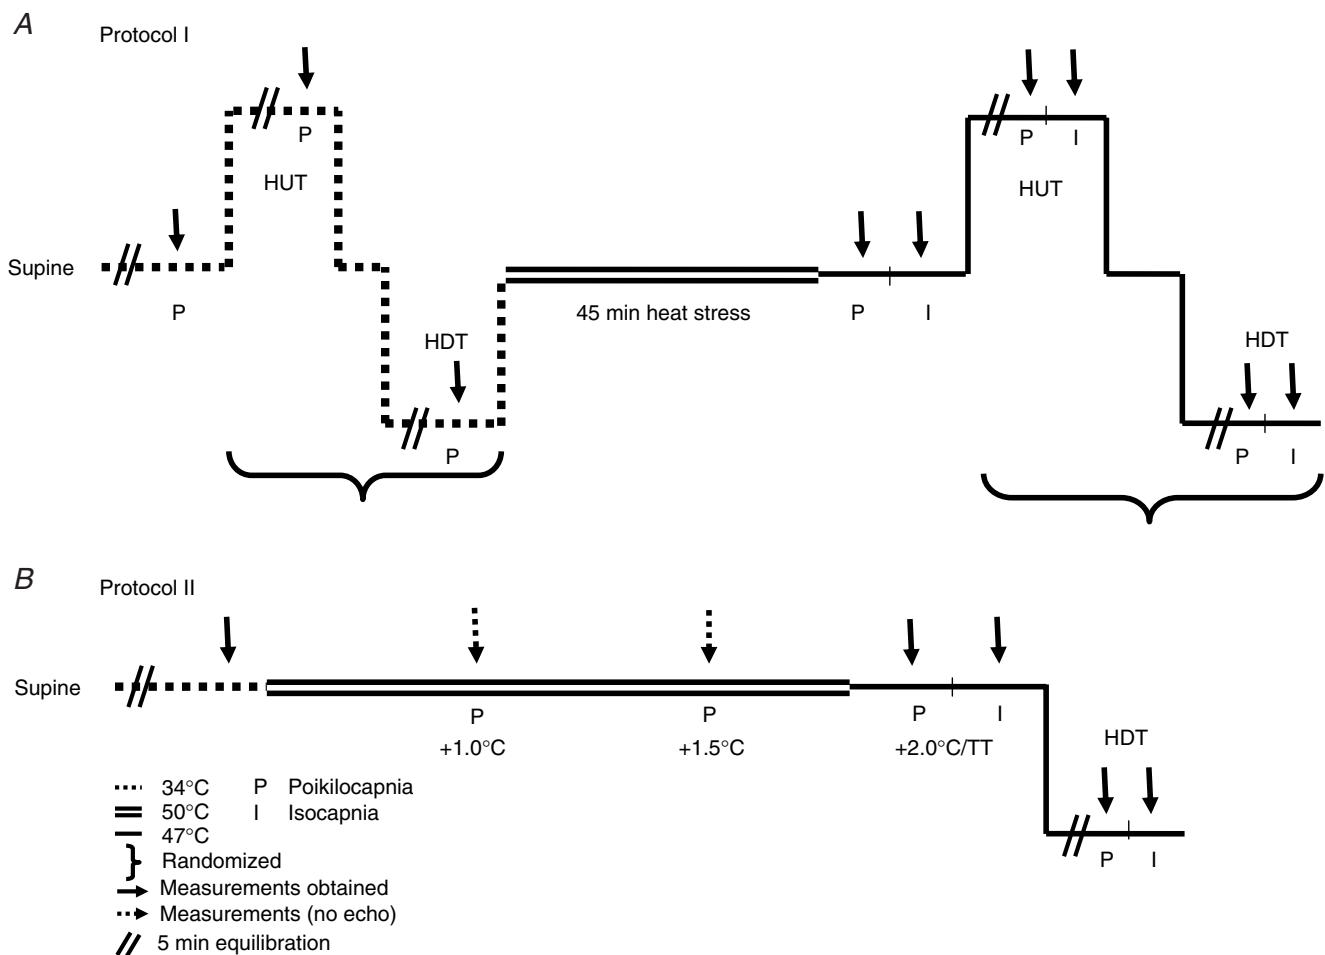 A
Protocol I
P
HUT
P I
HUT
Supine
P
45 min heat stress
P I
HDT
P
HDT
P I
B
Protocol II
Supine
P
+1.0°C
P
+1.5°C
P I
+2.0°C/TT
HDT
P I
34°C P Poikilocapnia
50°C I Isocapnia
47°C
Randomized
Measurements obtained
Measurements (no echo)
5 min equilibration